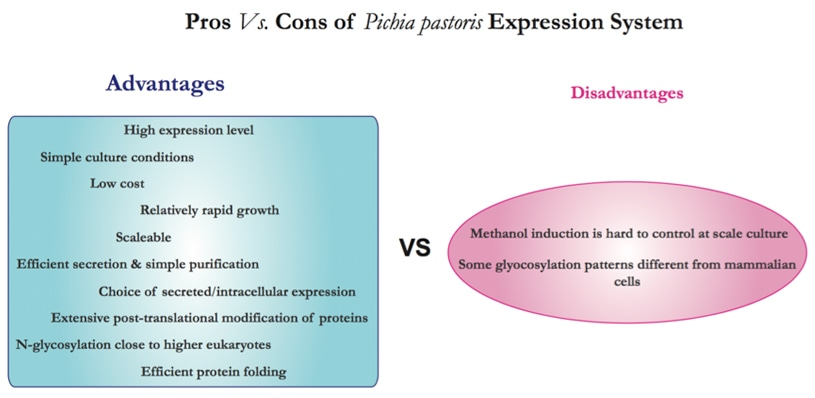 Pros Vs. Cons of Pichia pastoris Expression System
Advantages
High expression level
Simple culture conditions
Low cost
Relatively rapid growth
Scaleable
Efficient secretion & simple purification
Choice of secreted/intracellular expression
Extensive post-translational modification of proteins
N-glycosylation close to higher eukaryotes
Efficient protein folding
VS
Disadvantages
Methanol induction is hard to control at scale culture
Some glyocosylation patterns different from mammalian
cells